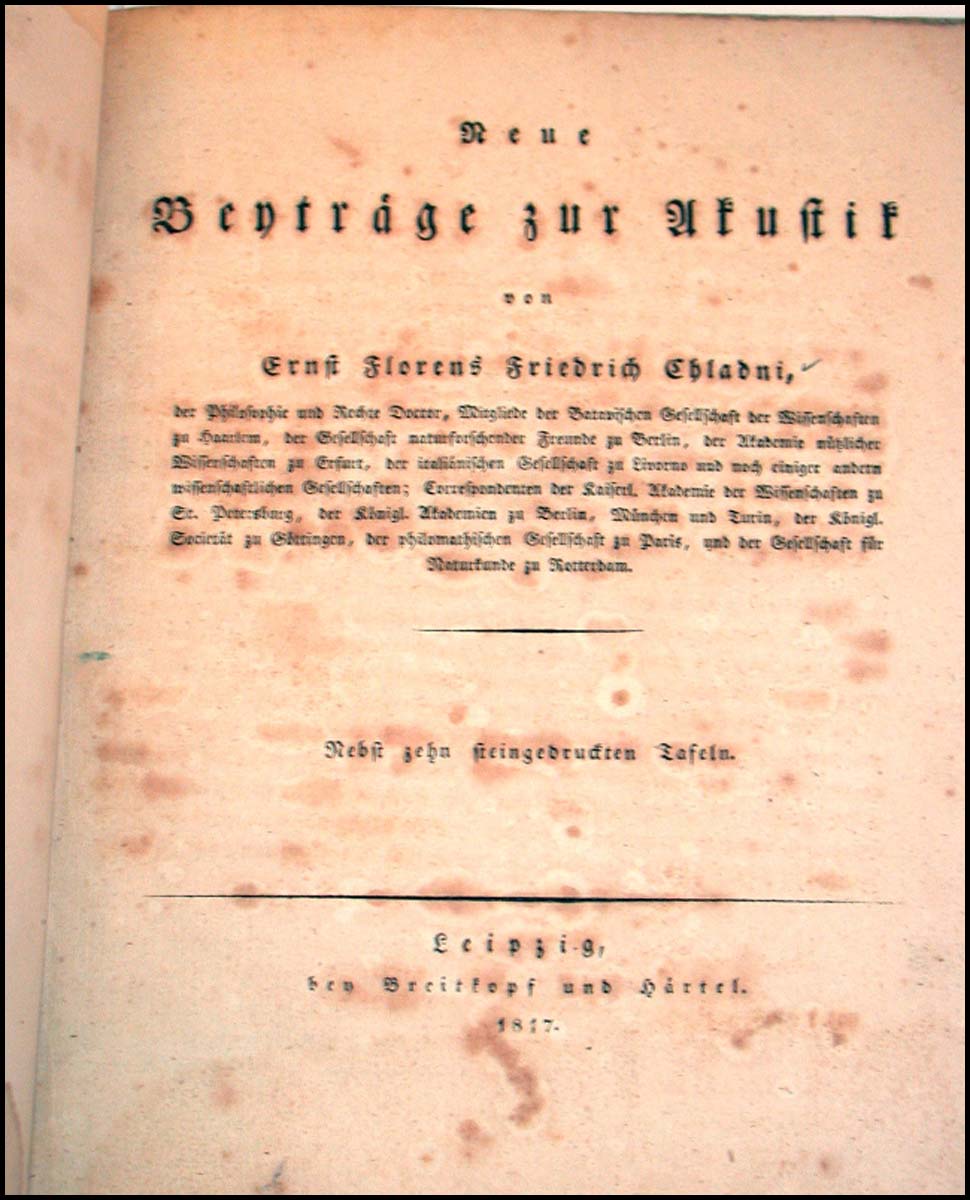 Neue
Beyträge zur Akustik
von
Ernst Florens Friedrich Chladni,
der Philosophie und Rechte Doctor, Mitgliede der Batavischen Gesellschaft der Wissenschaften
zu Haarlem, der Gesellschaft naturforschender Freunde zu Berlin, der Akademie nützlicher
Wissenschaften zu Erfurt, der italiänischen Gesellschaft zu Livorno und noch einiger andern
wissenschaftlichen Gesellschaften; Correspondenten der Kaiserl. Akademie der Wissenschaften zu
St. Petersburg, der Königl. Akademien zu Berlin, München und Turin, der Königl.
Societät zu Göttingen, der philomathischen Gesellschaft zu Paris, und der Gesellschaft für
Naturkunde zu Rotterdam.
Nebst zehn steingedruckten Tafeln.
Leipzig,
bey Breitkopf und Härtel.
1817.